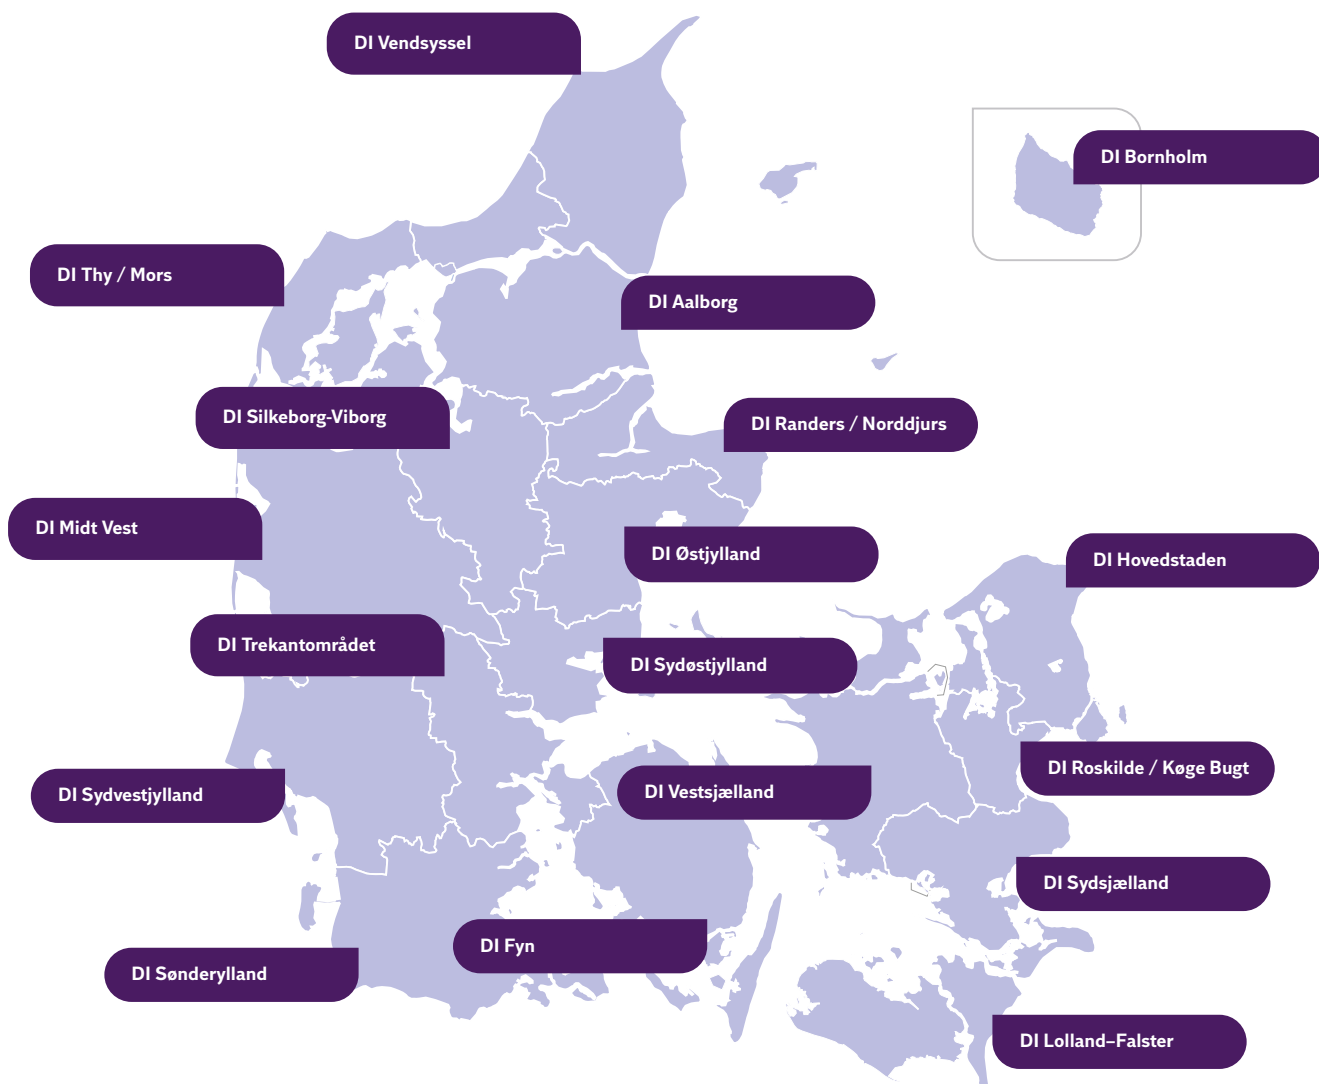 DI Vendsyssel
DI Bornholm
DI Thy / Mors
DI Aalborg
DI Silkeborg-Viborg
DI Randers / Norddjurs
DI Midt Vest
DI Østjylland
DI Hovedstaden
DI Trekantområdet
DI Sydøstjylland
DI Roskilde / Køge Bugt
DI Sydvestjylland
DI Vestsjælland
DI Sydsjælland
DI Fyn
DI Sønderylland
DI Lolland–Falster